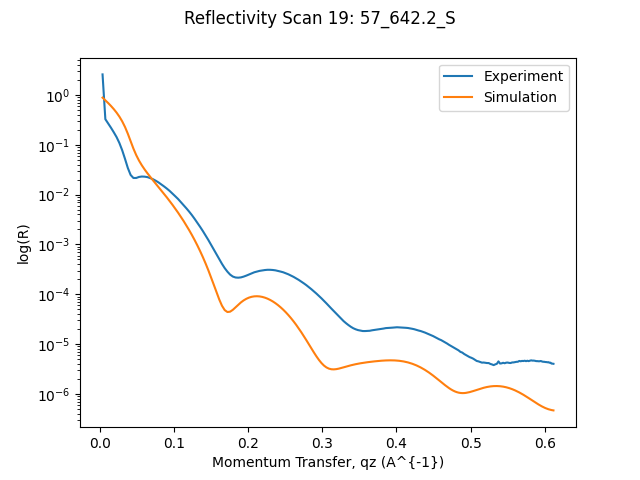 Reflectivity Scan 19: 57_642.2_S
Experiment
Simulation
log(R)
10^0
10^{-1}
10^{-2}
10^{-3}
10^{-4}
10^{-5}
10^{-6}
0.0 0.1 0.2 0.3 0.4 0.5 0.6
Momentum Transfer, qz (A^{-1})